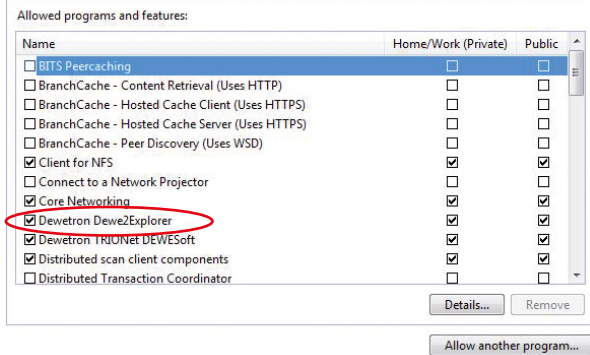 Allowed programs and features:
Name Home/Work (Private) Public
BITS Peercaching
BranchCache - Content Retrieval (Uses HTTP)
BranchCache - Hosted Cache Client (Uses HTTPS)
BranchCache - Hosted Cache Server (Uses HTTPS)
BranchCache - Peer Discovery (Uses WSD)
Client for NFS
Connect to a Network Projector
Core Networking
Dewetron Dewe2Explorer
Dewetron TRIONet DEWESoft
Distributed scan client components
Distributed Transaction Coordinator
Details... Remove
Allow another program...